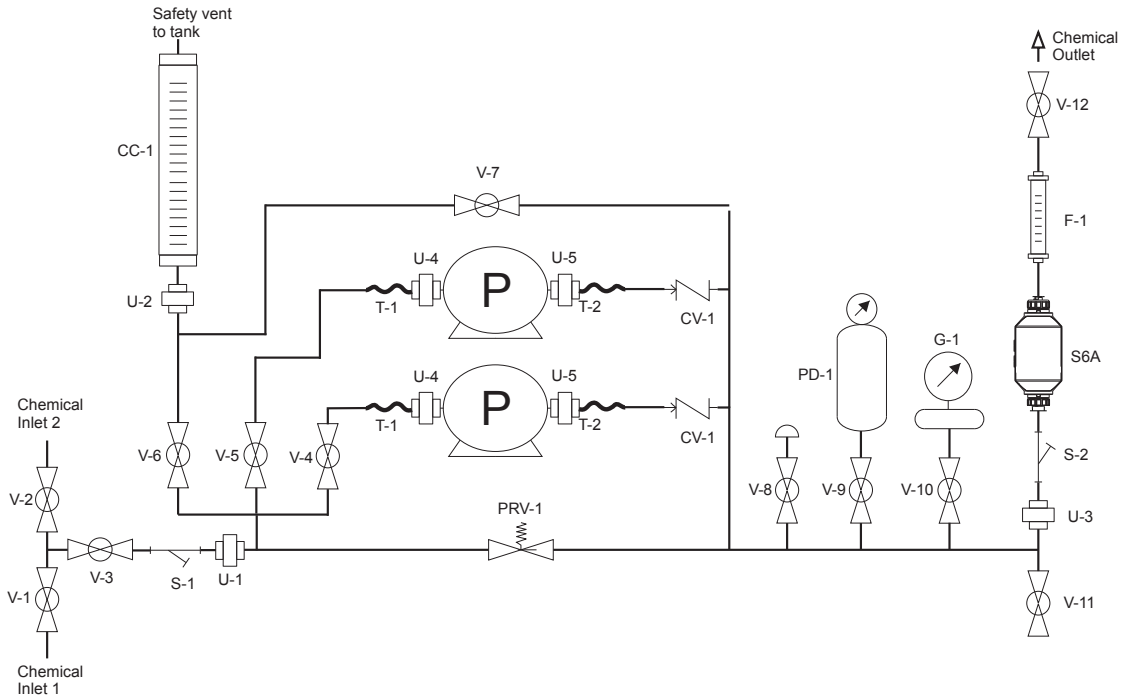 Safety vent
to tank
CC-1
U-2
Chemical
Outlet
V-12
F-1
S6A
S-2
U-3
V-11
V-7
U-4
P
U-5
T-1
T-2
CV-1
U-4
P
U-5
T-1
T-2
CV-1
PD-1
G-1
Chemical
Inlet 2
V-6
V-5
V-4
V-8
V-9
V-10
V-2
PRV-1
V-3
S-1
U-1
V-1
Chemical
Inlet 1